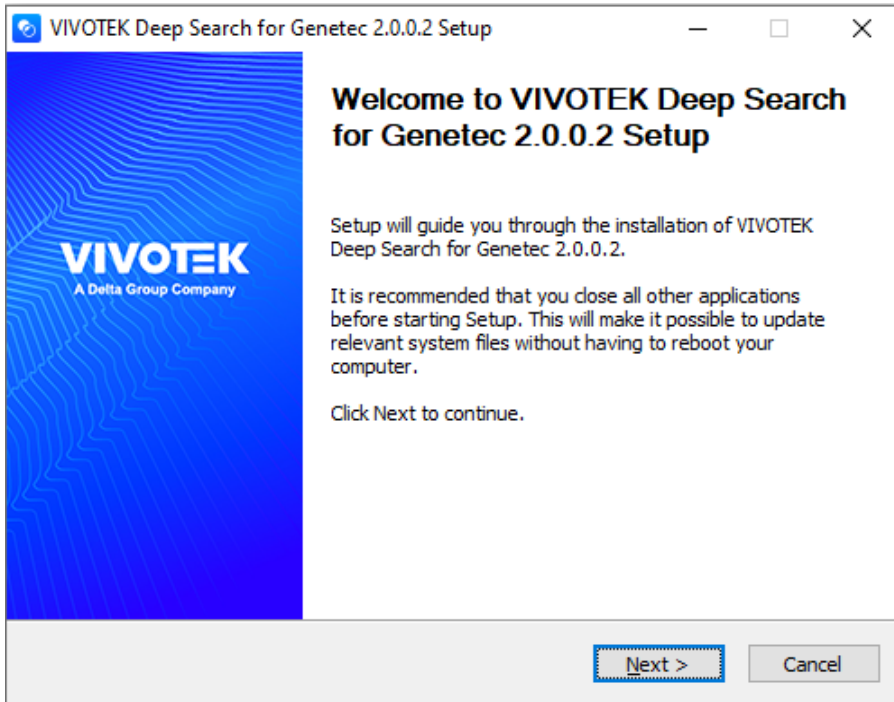 VIVOTEK Deep Search for Genetec 2.0.0.2 Setup
VIVOTEK
A Delta Group Company
Welcome to VIVOTEK Deep Search
for Genetec 2.0.0.2 Setup
Setup will guide you through the installation of VIVOTEK
Deep Search for Genetec 2.0.0.2.
It is recommended that you close all other applications
before starting Setup. This will make it possible to update
relevant system files without having to reboot your
computer.
Click Next to continue.
Next >
Cancel